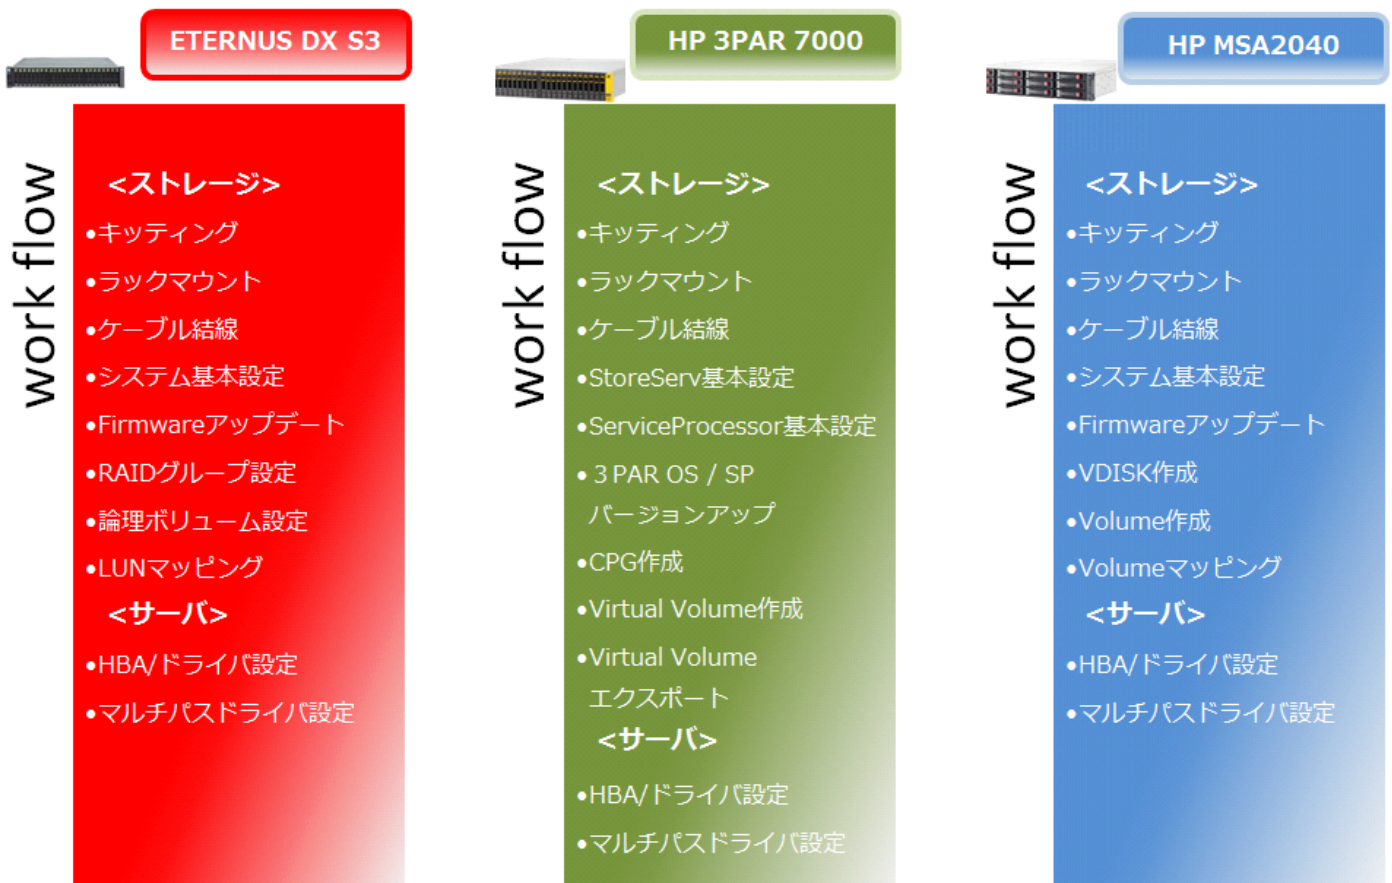 ETERNUS DX S3
work flow
<ストレージ>
•キッティング
•ラックマウント
•ケーブル結線
•システム基本設定
•Firmwareアップデート
•RAIDグループ設定
•論理ボリューム設定
•LUNマッピング
<サーバ>
•HBA/ドライバ設定
•マルチパスドライバ設定
HP 3PAR 7000
work flow
<ストレージ>
•キッティング
•ラックマウント
•ケーブル結線
•StoreServ基本設定
•ServiceProcessor基本設定
•３PAR OS / SP
バージョンアップ
•CPG作成
•Virtual Volume作成
•Virtual Volume
エクスポート
<サーバ>
•HBA/ドライバ設定
•マルチパスドライバ設定
HP MSA2040
work flow
<ストレージ>
•キッティング
•ラックマウント
•ケーブル結線
•システム基本設定
•Firmwareアップデート
•VDISK作成
•Volume作成
•Volumeマッピング
<サーバ>
•HBA/ドライバ設定
•マルチパスドライバ設定